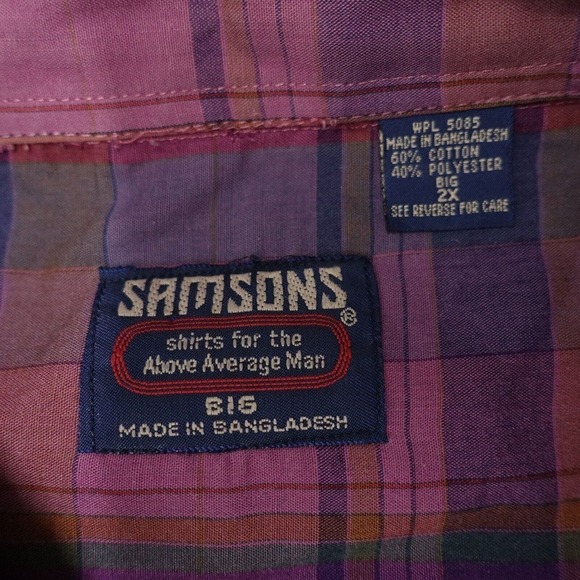 WPL 5085
MADE IN BANGLADESH
60% COTTON
40% POLYESTER
BIG
2X
SEE REVERSE FOR CARE
SAMSONS®
shirts for the
Above Average Man
BIG
MADE IN BANGLADESH